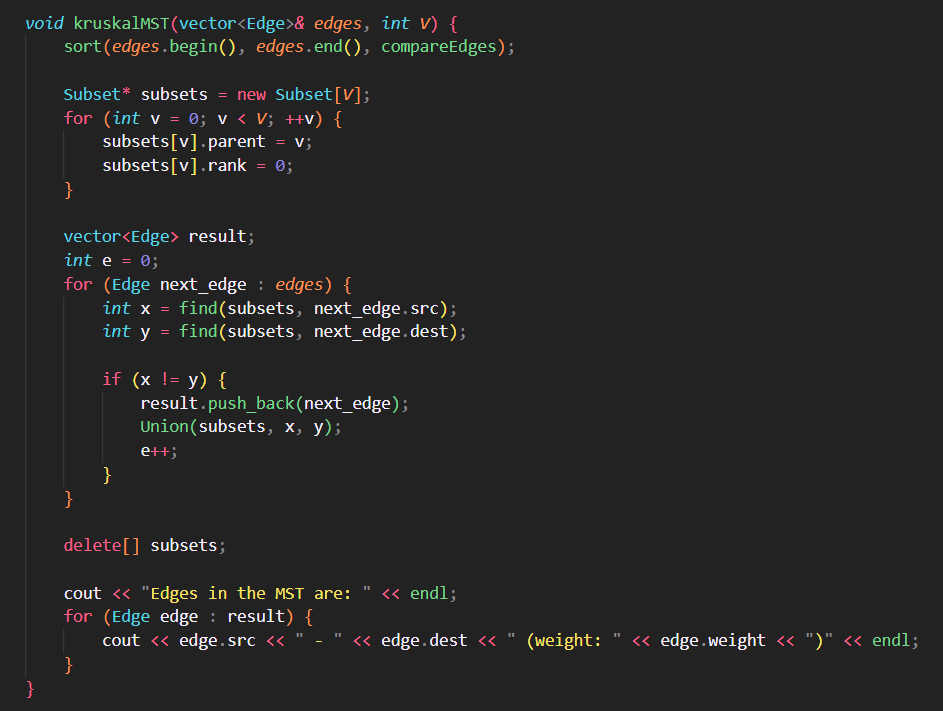 void kruskalMST(vector<Edge>& edges, int V) {
    sort(edges.begin(), edges.end(), compareEdges);

    Subset* subsets = new Subset[V];
    for (int v = 0; v < V; ++v) {
        subsets[v].parent = v;
        subsets[v].rank = 0;
    }

    vector<Edge> result;
    int e = 0;
    for (Edge next_edge : edges) {
        int x = find(subsets, next_edge.src);
        int y = find(subsets, next_edge.dest);

        if (x != y) {
            result.push_back(next_edge);
            Union(subsets, x, y);
            e++;
        }
    }

    delete[] subsets;

    cout << "Edges in the MST are: " << endl;
    for (Edge edge : result) {
        cout << edge.src << " - " << edge.dest << " (weight: " << edge.weight << ")" << endl;
    }
}